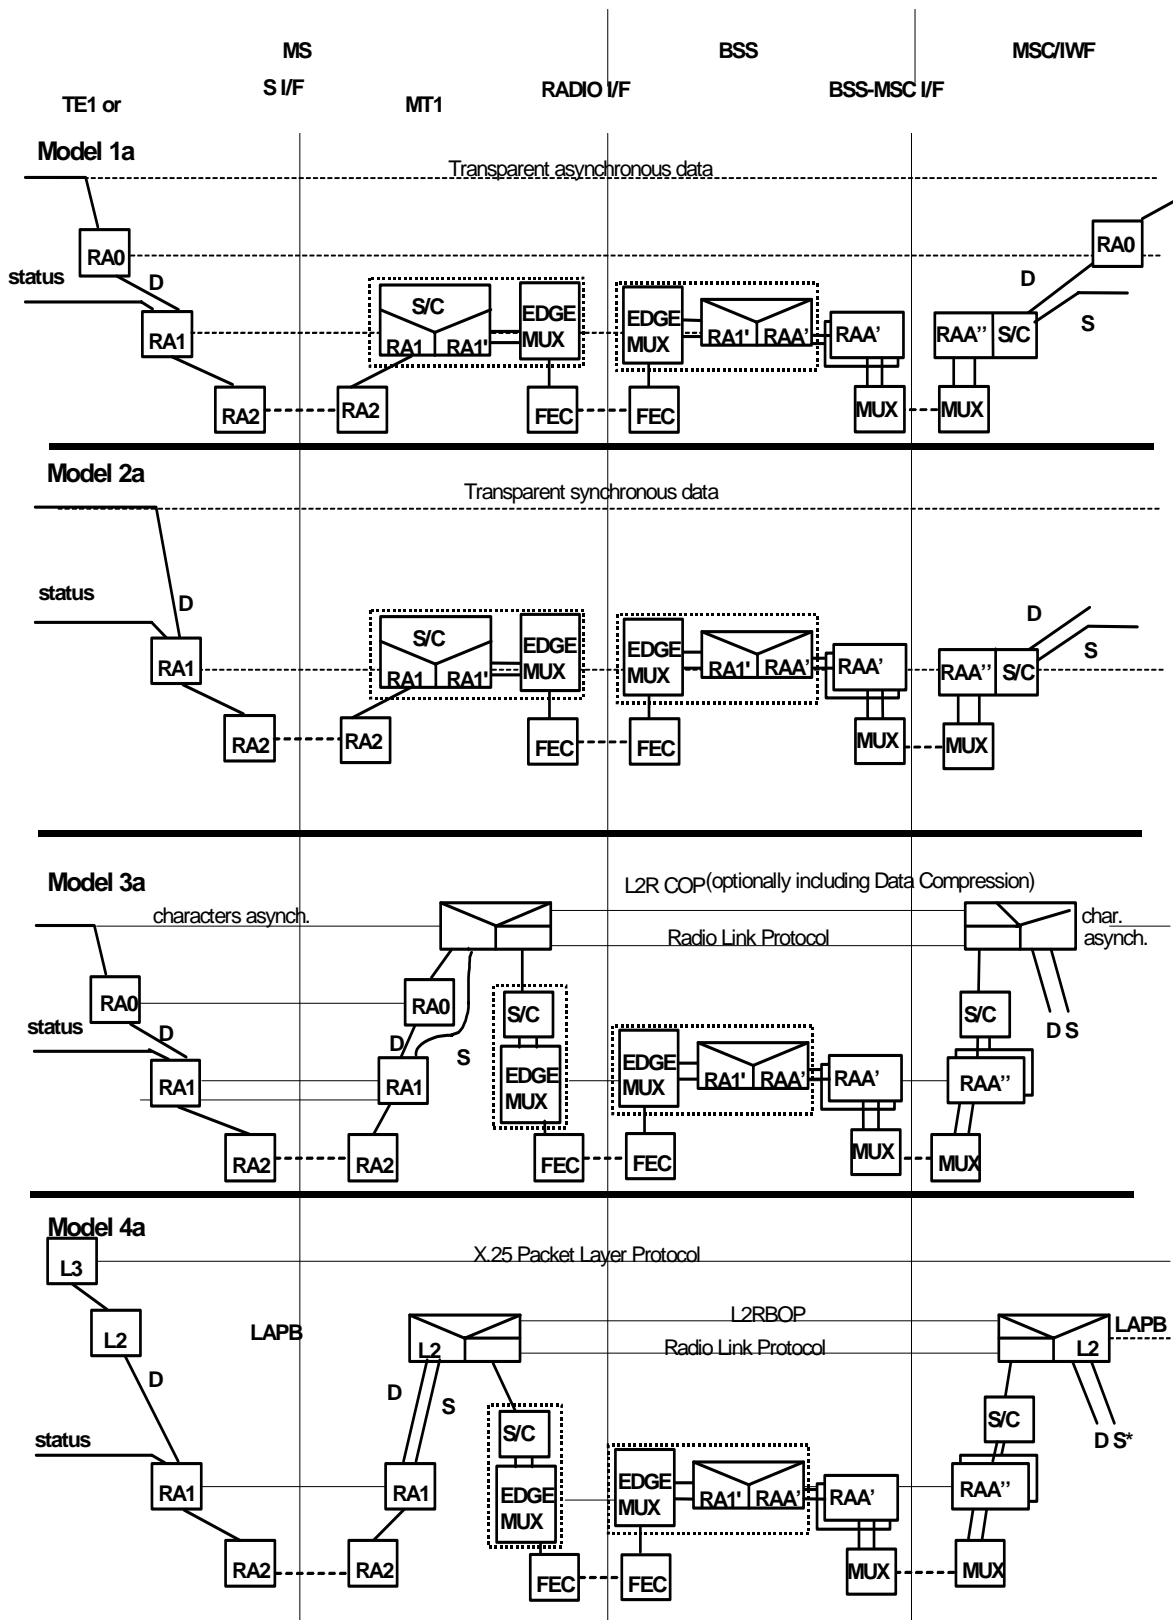 MS
BSS
MSC/IWF
S I/F
RADIO I/F
BSS-MSC I/F
TE1 or
MT1
Model 1a
Transparent asynchronous data
RA0
RA0
status
D
D
S/C
EDGE
MUX
EDGE
MUX
S
RA1
RA1
RA1'
RA1'
RAA'
RAA'
RAA''
S/C
RA2
RA2
FEC
FEC
MUX
MUX
Model 2a
Transparent synchronous data
status
D
D
S/C
EDGE
MUX
EDGE
MUX
S
RA1
RA1
RA1'
RA1'
RAA'
RAA'
RAA''
S/C
RA2
RA2
FEC
FEC
MUX
MUX
Model 3a
L2R COP(optionally including Data Compression)
characters asynch.
char.
asynch.
Radio Link Protocol
RA0
RA0
S/C
S/C
status
D
D
S
D S
RA1
RA1
EDGE
MUX
EDGE
MUX
RA1'
RAA'
RAA'
RAA''
RA2
RA2
FEC
FEC
MUX
MUX
Model 4a
L3
X.25 Packet Layer Protocol
L2
LAPB
L2RBOP
LAPB
L2
Radio Link Protocol
L2
D
D
S
S/C
S/C
status
D S*
RA1
RA1
EDGE
MUX
EDGE
MUX
RA1'
RAA'
RAA'
RAA''
RA2
RA2
FEC
FEC
MUX
MUX